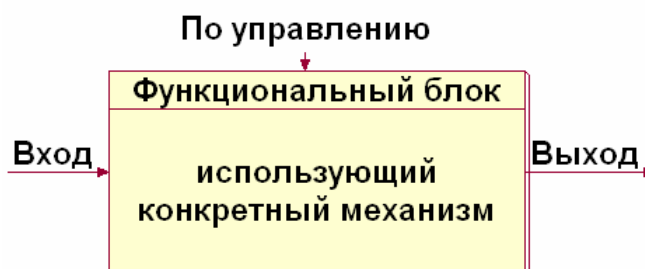 По управлению
Функциональный блок
Вход
Выход
использующий
конкретный механизм